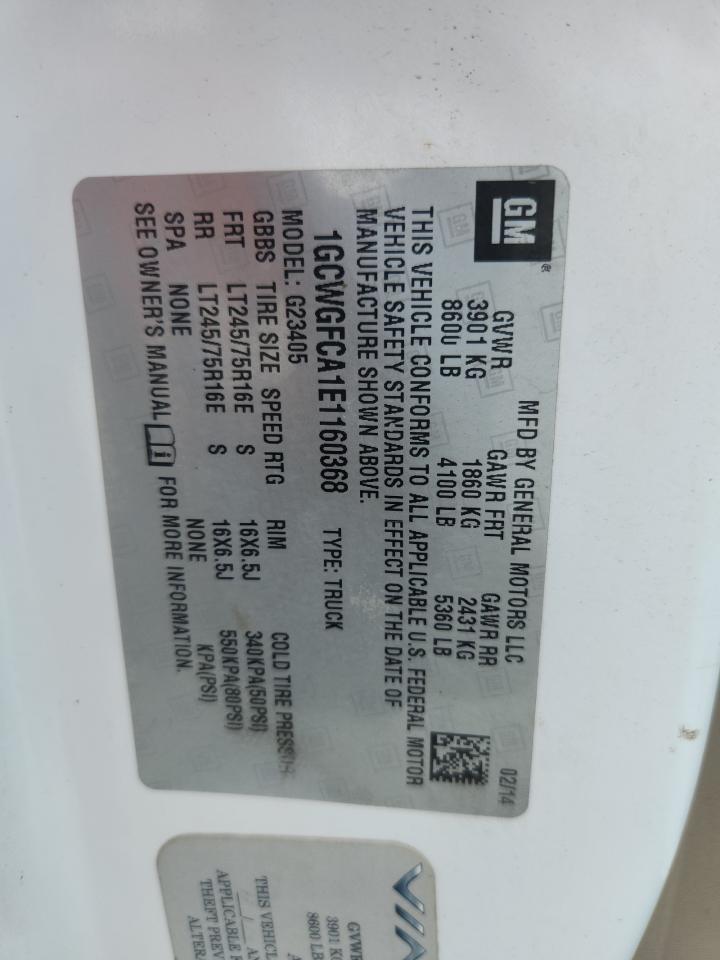 GM
MFD BY GENERAL MOTORS LLC
02/14
GVWR GAWR FRT GAWR RR
3901 KG 1860 KG 2431 KG
8600 LB 4100 LB 5360 LB
THIS VEHICLE CONFORMS TO ALL APPLICABLE U.S. FEDERAL MOTOR
VEHICLE SAFETY STANDARDS IN EFFECT ON THE DATE OF
MANUFACTURE SHOWN ABOVE.
1GCWGFCA1E1160368 TYPE: TRUCK
MODEL: G23405
GBBS TIRE SIZE SPEED RTG RIM COLD TIRE PRESSUR
FRT LT245/75R16E S 16X6.5J 340KPA(50PSI)
RR LT245/75R16E S 16X6.5J 550KPA(80PSI)
SPA NONE NONE KPA(PSI)
SEE OWNER'S MANUAL FOR MORE INFORMATION.
VIA
GVWR
3901 KG
8600 LB
THIS VEHICL
APPLICABLE
THEFT PREV
ALTERA